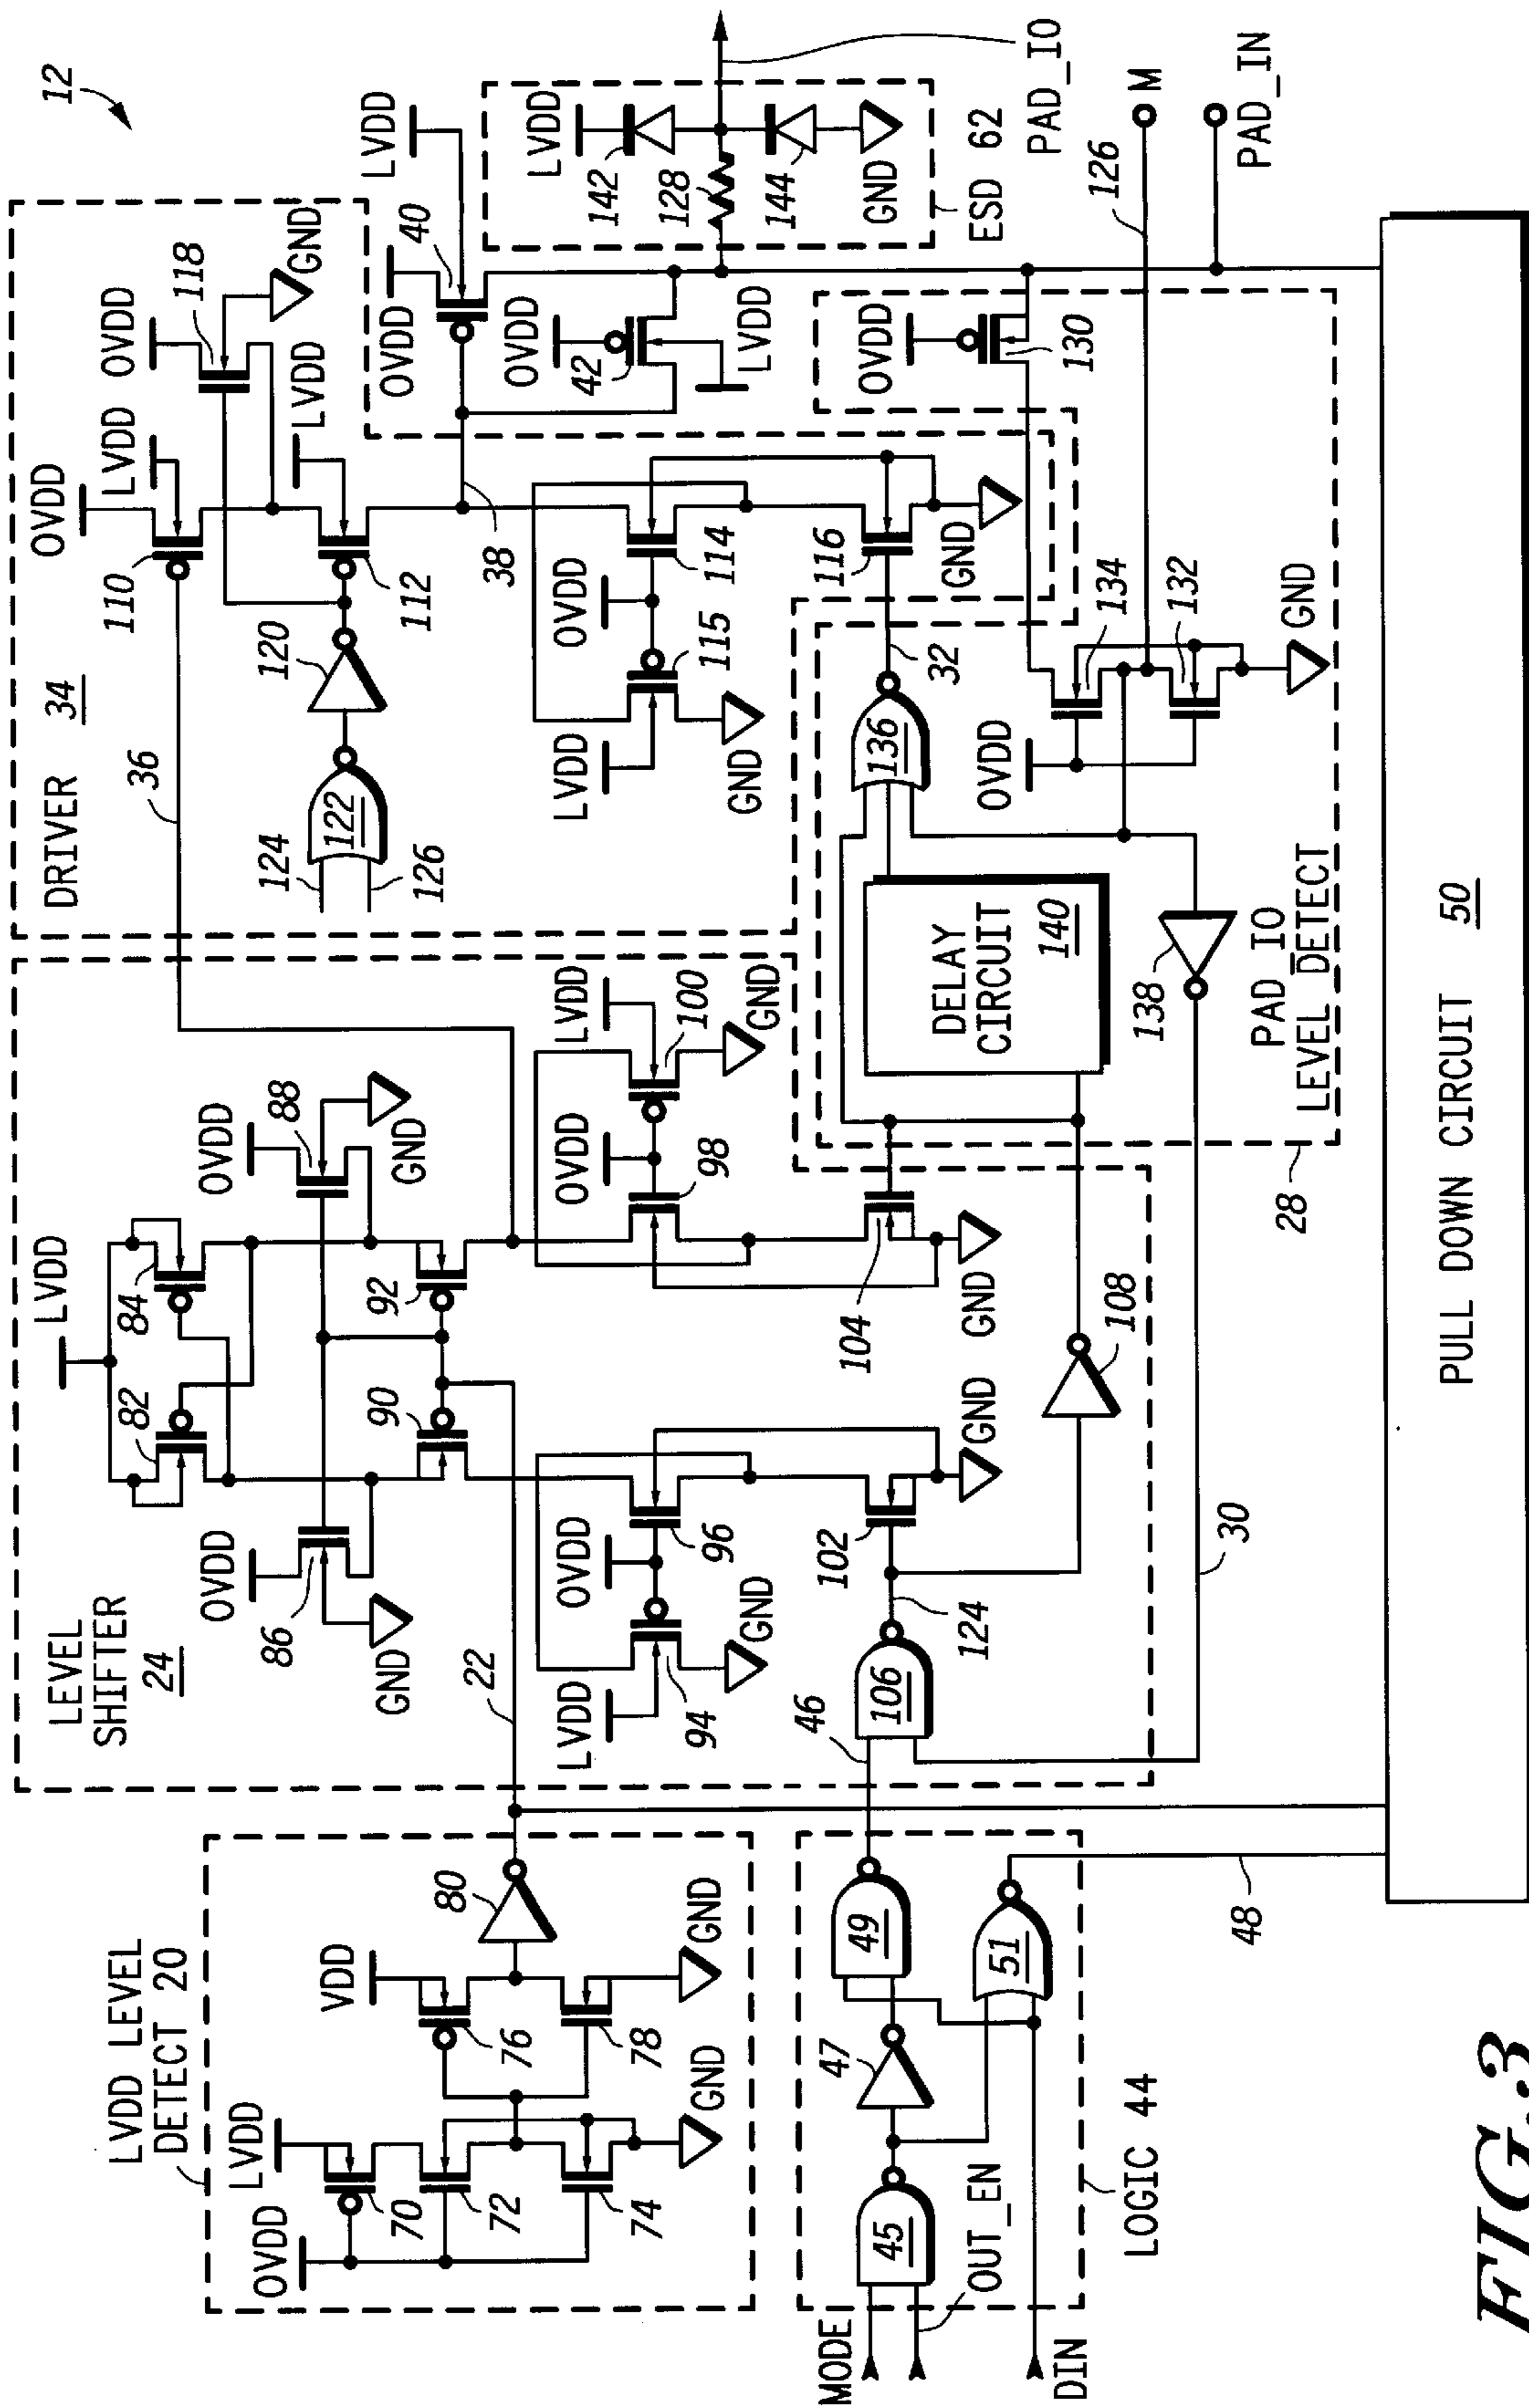 12
LVDD LEVEL
DETECT 20
LVDD
OVDD
70
72
74
GND
VDD
76
78
GND
80
MODE
OUT_EN
DIN
45
47
49
51
LOGIC 44
LEVEL
SHIFTER
24
LVDD
82
84
OVDD
86
GND
OVDD
88
GND
90
92
22
LVDD
94
GND
OVDD
96
OVDD
98
LVDD
100
GND
102
GND
104
GND
46
106
124
108
30
48
36
DRIVER 34
124
126
122
120
OVDD
110
LVDD
OVDD
118
GND
LVDD
112
38
LVDD
OVDD
115
GND
114
116
GND
32
136
DELAY
CIRCUIT
140
138
PAD_IO
LEVEL DETECT
28
OVDD
134
132
GND
OVDD
130
OVDD
40
LVDD
OVDD
42
LVDD
LVDD
142
128
144
GND
ESD 62
PAD_IO
126
M
PAD_IN
PULL DOWN CIRCUIT 50
FIG.3